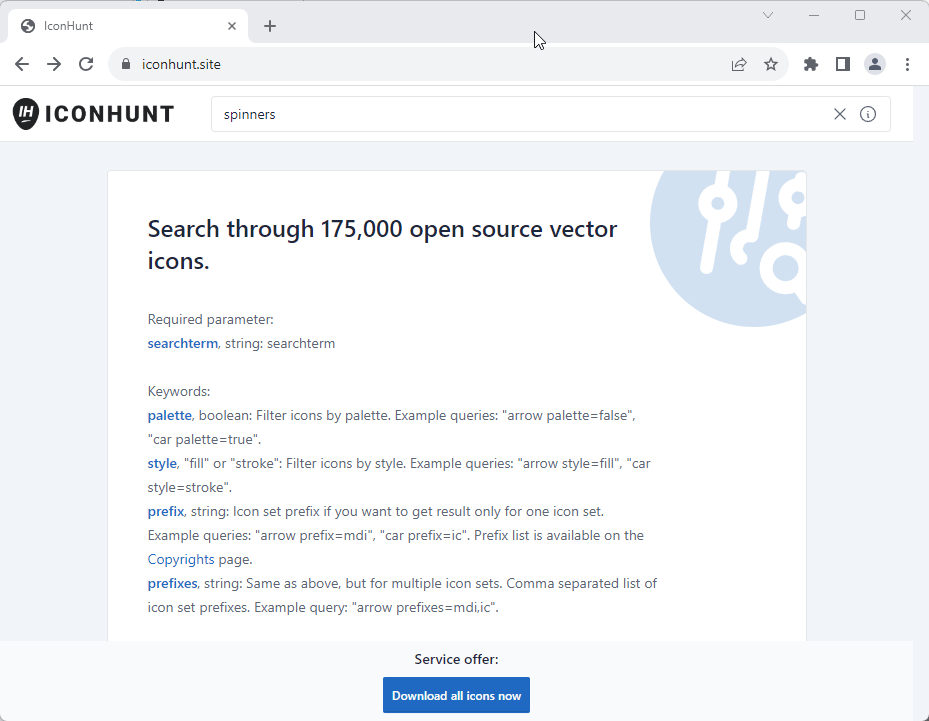 IconHunt
iconhunt.site
IH ICONHUNT
spinners
Search through 175,000 open source vector
icons.
Required parameter:
searchterm, string: searchterm
Keywords:
palette, boolean: Filter icons by palette. Example queries: "arrow palette=false",
"car palette=true".
style, "fill" or "stroke": Filter icons by style. Example queries: "arrow style=fill", "car
style=stroke".
prefix, string: Icon set prefix if you want to get result only for one icon set.
Example queries: "arrow prefix=mdi", "car prefix=ic". Prefix list is available on the
Copyrights page.
prefixes, string: Same as above, but for multiple icon sets. Comma separated list of
icon set prefixes. Example query: "arrow prefixes=mdi,ic".
Service offer:
Download all icons now